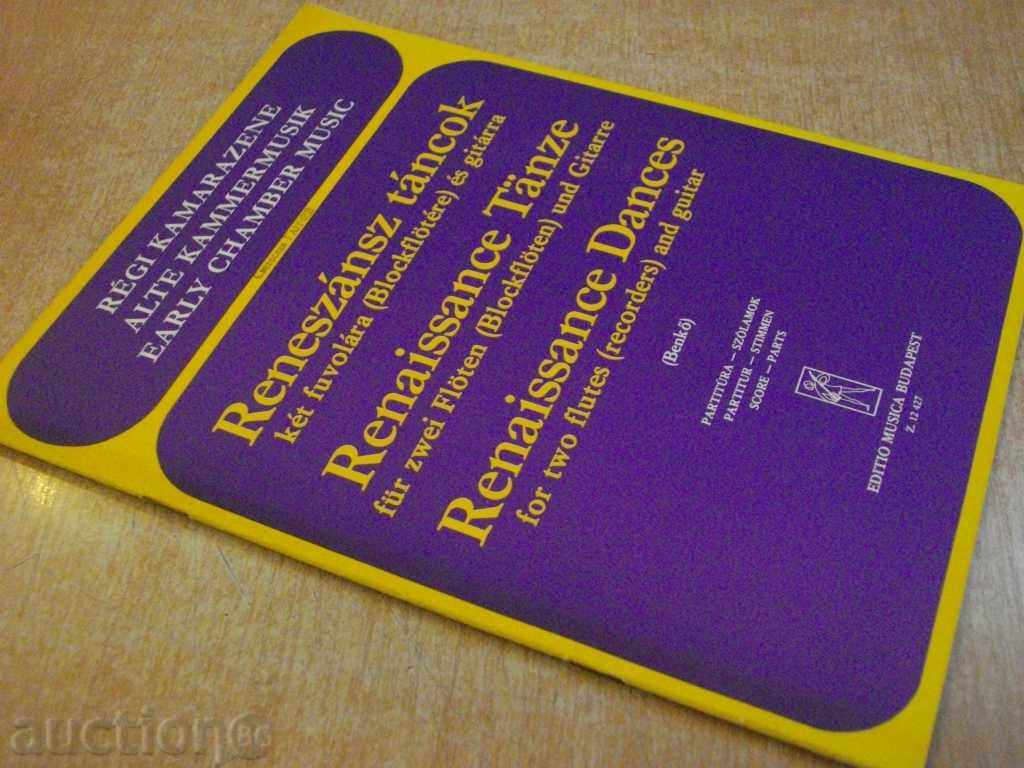 RÉGI KAMARAZENE
ALTE KAMMERMUSIK
EARLY CHAMBER MUSIC
Reneszánsz táncok
két fuvolára (Blockflötére) és gitárra
Renaissance Tänze
für zwei Flöten (Blockflöten) und Gitarre
Renaissance Dances
for two flutes (recorders) and guitar
(Benkő)
PARTITÚRA – SZÓLAMOK
PARTITUR – STIMMEN
SCORE – PARTS
EDITIO MUSICA BUDAPEST
Z. 12 427
auction